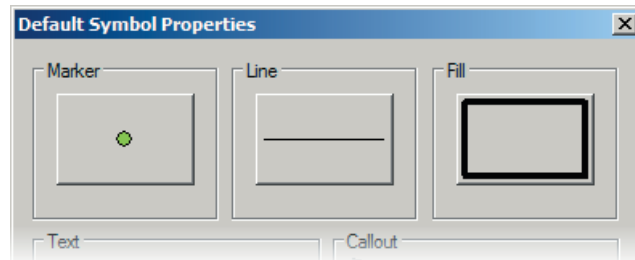 Default Symbol Properties
Marker
Line
Fill
Text
Callout